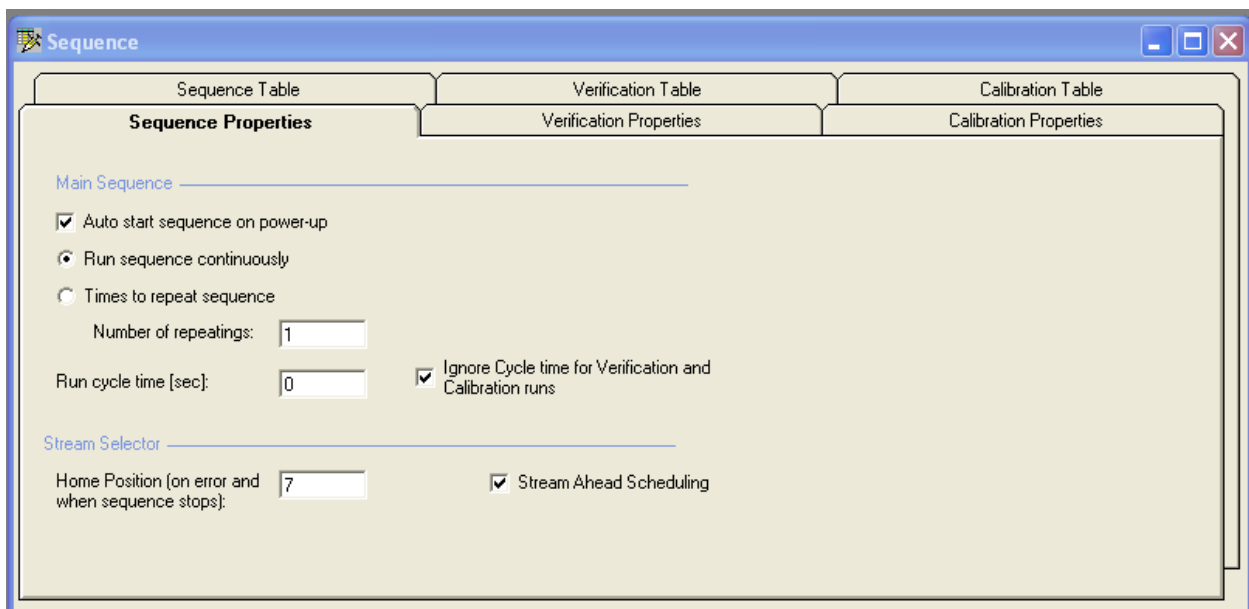 Sequence
Sequence Table
Verification Table
Calibration Table
Sequence Properties
Verification Properties
Calibration Properties
Main Sequence
Auto start sequence on power-up
Run sequence continuously
Times to repeat sequence
Number of repeatings: 1
Run cycle time [sec]: 0
Ignore Cycle time for Verification and
Calibration runs
Stream Selector
Home Position (on error and
when sequence stops): 7
Stream Ahead Scheduling